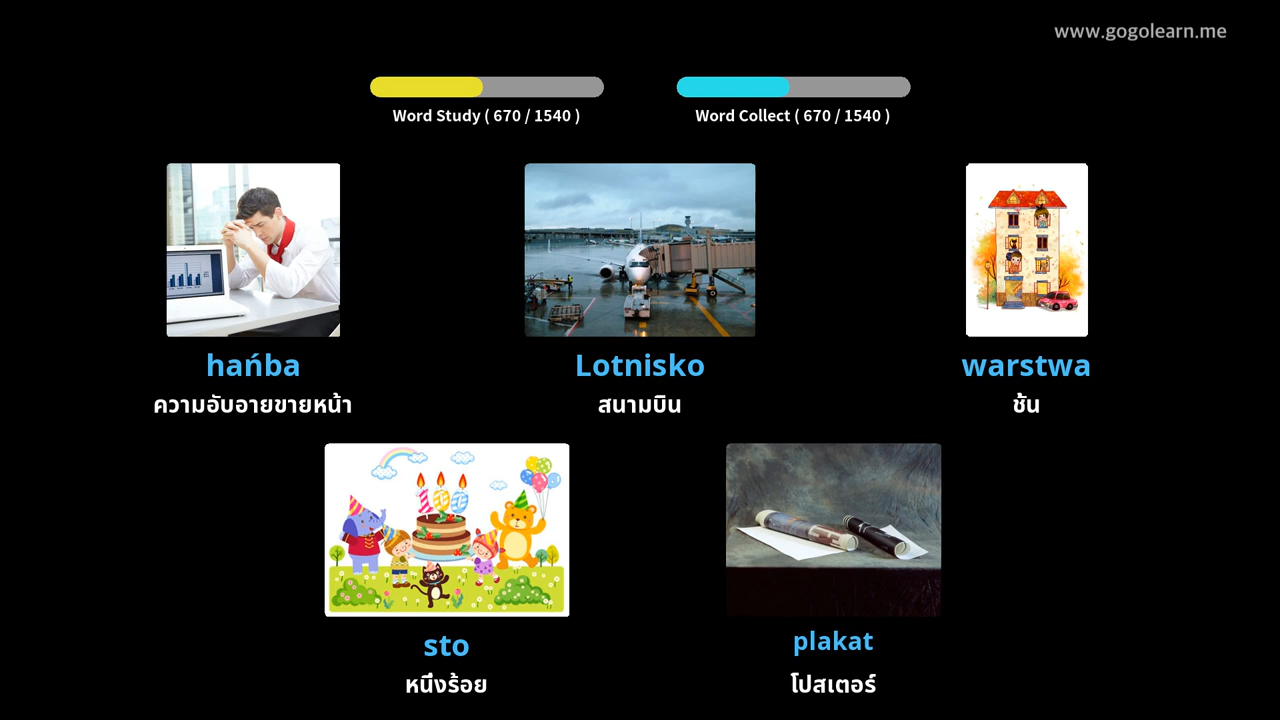 www.gogolearn.me
Word Study ( 670 / 1540 )
Word Collect ( 670 / 1540 )
hańba
ความอับอายขายหน้า
Lotnisko
สนามบิน
warstwa
ชั้น
100
sto
หนึ่งร้อย
plakat
โปสเตอร์